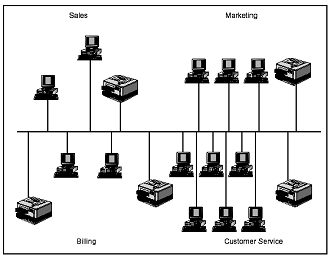 Sales
Marketing
Billing
Customer Service